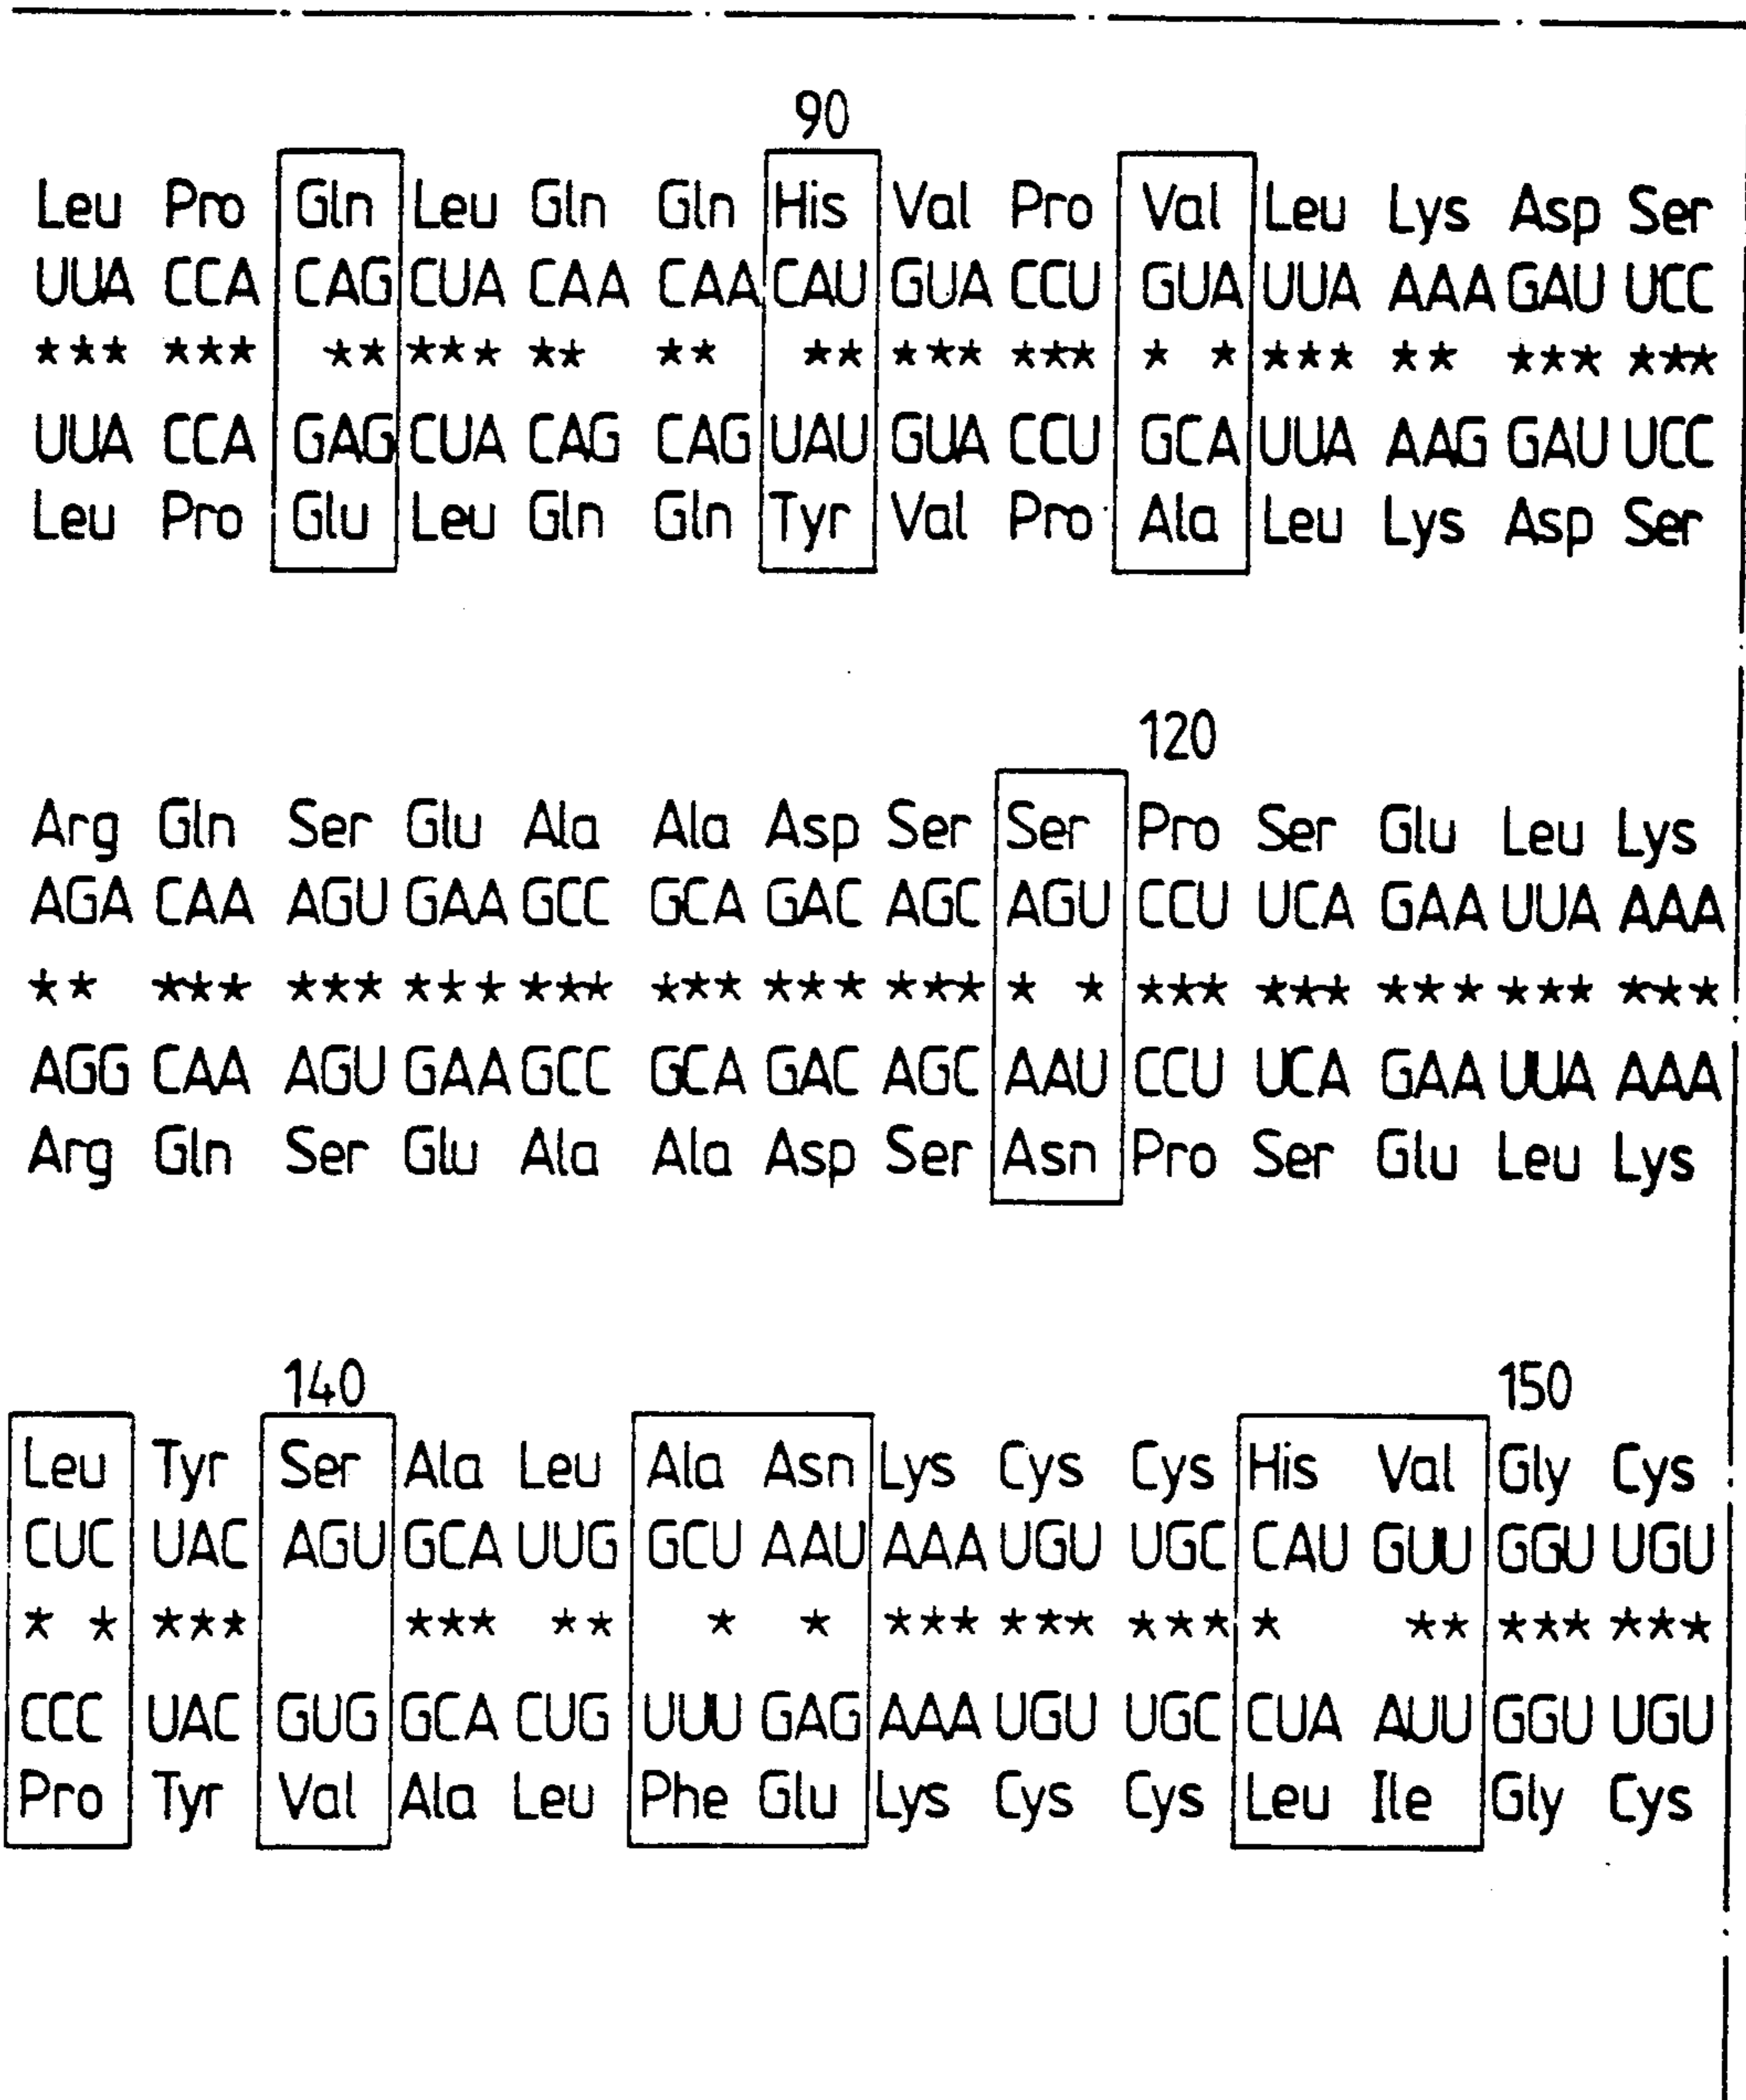 90
Leu Pro Gln Leu Gln Gln His Val Pro Val Leu Lys Asp Ser
UUA CCA CAG CUA CAA CAA CAU GUA CCU GUA UUA AAA GAU UCC
*** *** ** *** ** ** ** *** *** * * *** ** *** ***
UUA CCA GAG CUA CAG CAG UAU GUA CCU GCA UUA AAG GAU UCC
Leu Pro Glu Leu Gln Gln Tyr Val Pro Ala Leu Lys Asp Ser
120
Arg Gln Ser Glu Ala Ala Asp Ser Ser Pro Ser Glu Leu Lys
AGA CAA AGU GAA GCC GCA GAC AGC AGU CCU UCA GAA UUA AAA
** *** *** *** *** *** *** *** * * *** *** *** *** ***
AGG CAA AGU GAA GCC GCA GAC AGC AAU CCU UCA GAA UUA AAA
Arg Gln Ser Glu Ala Ala Asp Ser Asn Pro Ser Glu Leu Lys
140 150
Leu Tyr Ser Ala Leu Ala Asn Lys Cys Cys His Val Gly Cys
CUC UAC AGU GCA UUG GCU AAU AAA UGU UGC CAU GUU GGU UGU
* * *** *** ** * * *** *** *** * ** *** ***
CCC UAC GUG GCA CUG UUU GAG AAA UGU UGC CUA AUU GGU UGU
Pro Tyr Val Ala Leu Phe Glu Lys Cys Cys Leu Ile Gly Cys